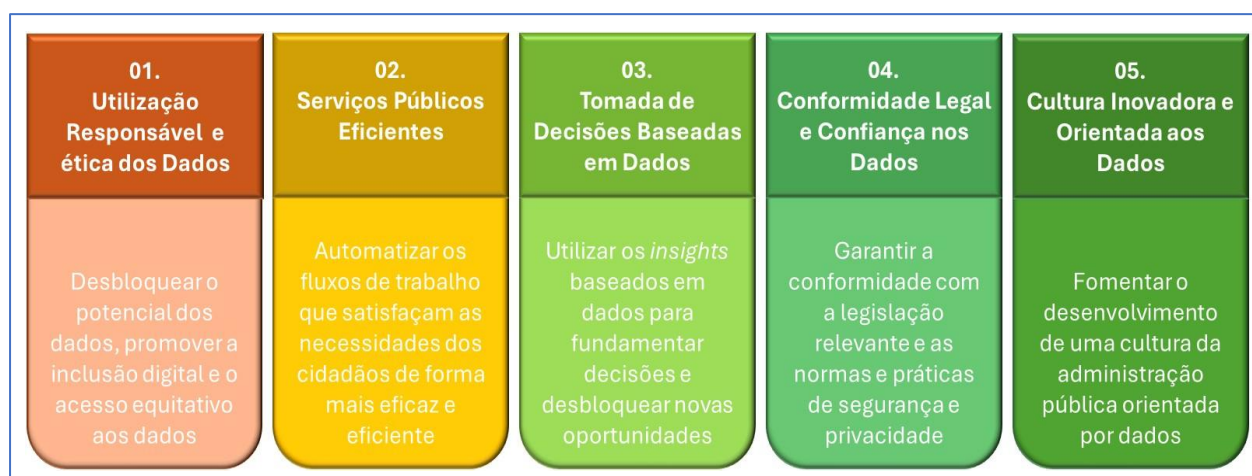 01.
Utilização
Responsável e
ética dos Dados
Desbloquear o
potencial dos
dados, promover a
inclusão digital e o
acesso equitativo
aos dados
02.
Serviços Públicos
Eficientes
Automatizar os
fluxos de trabalho
que satisfaçam as
necessidades dos
cidadãos de forma
mais eficaz e
eficiente
03.
Tomada de
Decisões Baseadas
em Dados
Utilizar os insights
baseados em
dados para
fundamentar
decisões e
desbloquear novas
oportunidades
04.
Conformidade Legal
e Confiança nos
Dados
Garantir a
conformidade com
a legislação
relevante e as
normas e práticas
de segurança e
privacidade
05.
Cultura Inovadora e
Orientada aos
Dados
Fomentar o
desenvolvimento
de uma cultura da
administração
pública orientada
por dados